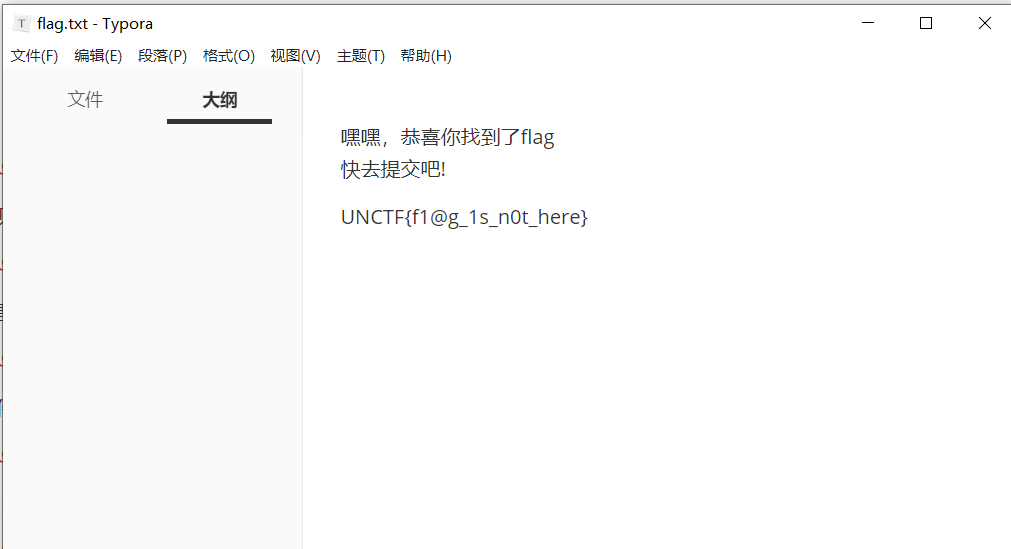 flag.txt - Typora
文件(F) 编辑(E) 段落(P) 格式(O) 视图(V) 主题(T) 帮助(H)
文件 大纲
嘿嘿，恭喜你找到了flag
快去提交吧!
UNCTF{f1@g_1s_n0t_here}